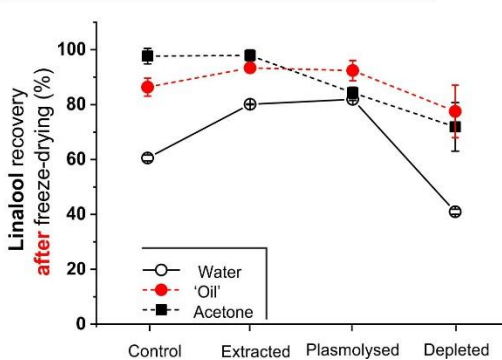 Linalool recovery
after freeze-drying (%)
100
80
60
40
20
0
Water
'Oil'
Acetone
Control Extracted Plasmolysed Depleted